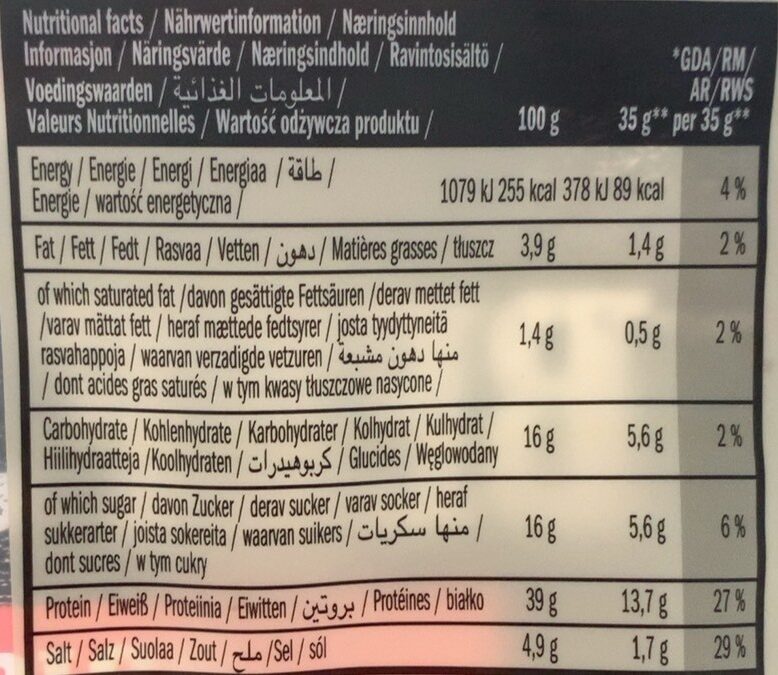 Nutritional facts / Nährwertinformation / Næringsinnhold
Informasjon / Näringsvärde / Næringsindhold / Ravintosisältö /
Voedingswaarden / المعلومات الغذائية /
Valeurs Nutritionnelles / Wartość odżywcza produktu /
100 g
35 g**
*GDA/RM/
AR/RWS
per 35 g**
Energy / Energie / Energi / Energiaa / طاقة /
Energie / wartość energetyczna /
1079 kJ 255 kcal 378 kJ 89 kcal 4 %
Fat / Fett / Fedt / Rasvaa / Vetten / دهون / Matières grasses / tłuszcz 3,9 g 1,4 g 2 %
of which saturated fat /davon gesättigte Fettsäuren /derav mettet fett
/varav mättat fett / heraf mættede fedtsyrer / josta tyydyttyneitä
rasvahappoja / waarvan verzadigde vetzuren / منها دهون مشبعة
/ dont acides gras saturés / w tym kwasy tłuszczowe nasycone /
1,4 g 0,5 g 2 %
Carbohydrate / Kohlenhydrate / Karbohydrater / Kolhydrat / Kulhydrat /
Hiilihydraatteja /Koolhydraten / كربوهيدرات / Glucides / Węglowodany
16 g 5,6 g 2 %
of which sugar / davon Zucker / derav sucker / varav socker / heraf
sukkerarter / joista sokereita / waarvan suikers / منها سكريات /
dont sucres / w tym cukry
16 g 5,6 g 6 %
Protein / Eiweiß / Proteiinia / Eiwitten / بروتين / Protéines / białko 39 g 13,7 g 27 %
Salt / Salz / Suolaa / Zout / ملح /Sel / sól 4,9 g 1,7 g 29 %